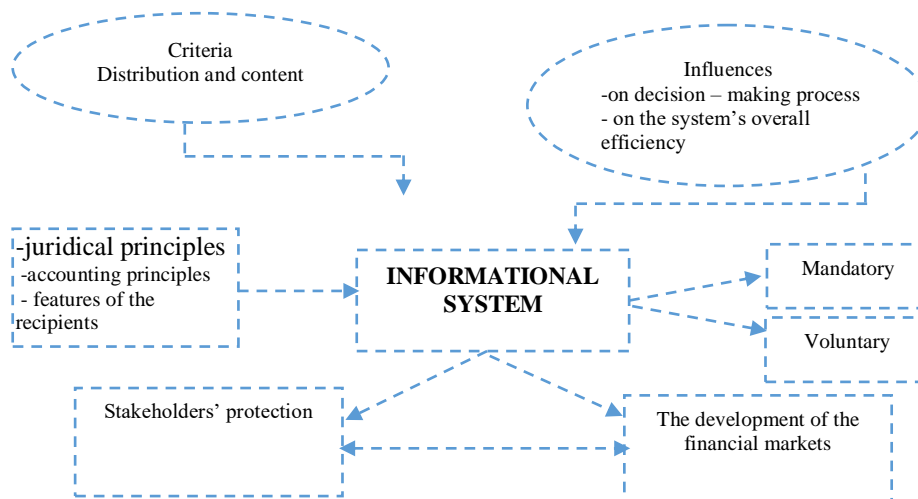 Criteria
Distribution and content
Influences
-on decision – making process
- on the system’s overall
efficiency
-juridical principles
-accounting principles
- features of the
recipients
INFORMATIONAL
SYSTEM
Mandatory
Voluntary
Stakeholders’ protection
The development of the
financial markets